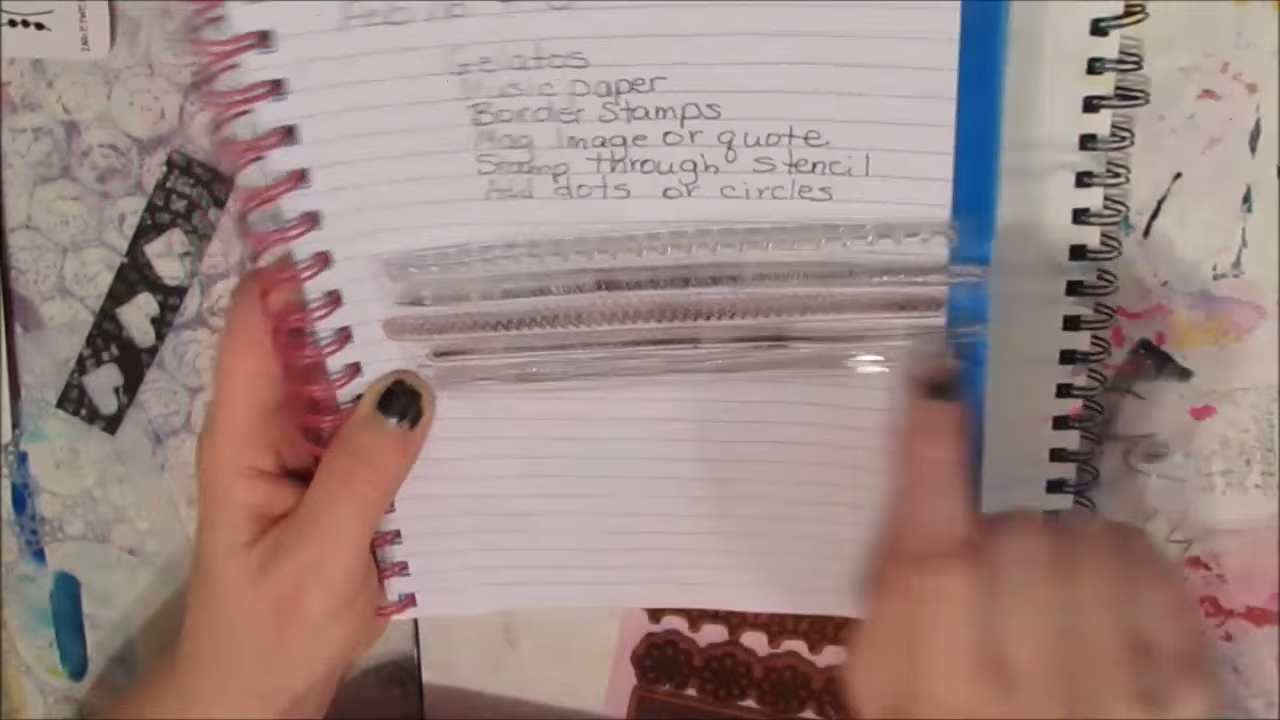 Gelatos
Music paper
Border Stamps
Mag Image or quote
Stamp through stencil
Add dots or circles